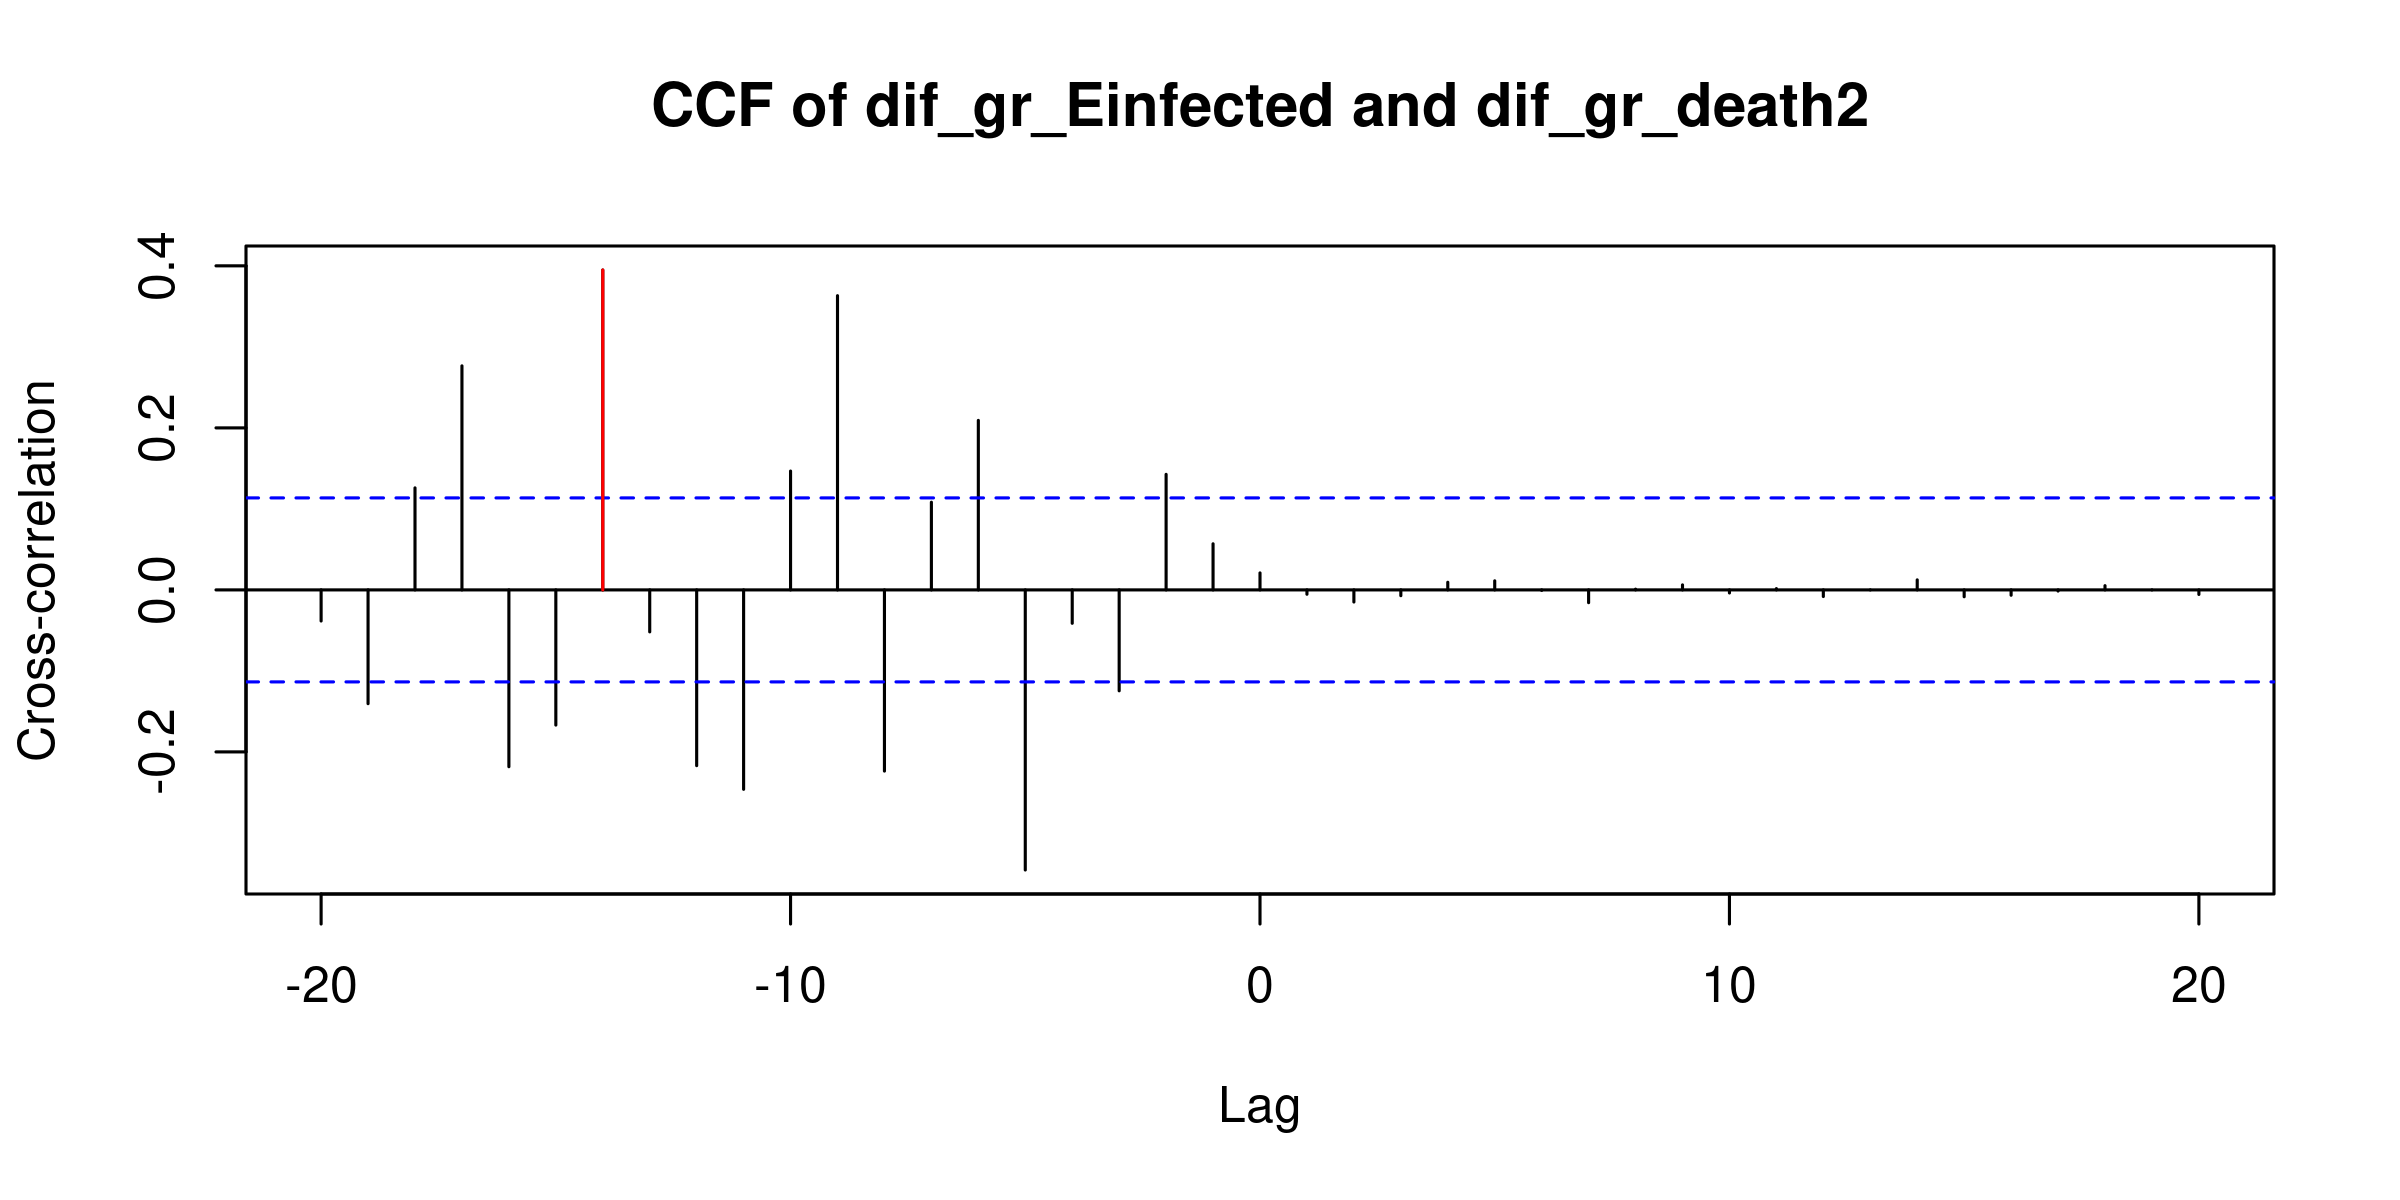 CCF of dif_gr_Einfected and dif_gr_death2
Cross-correlation
0.4
0.2
0.0
-0.2
-20 -10 0 10 20
Lag